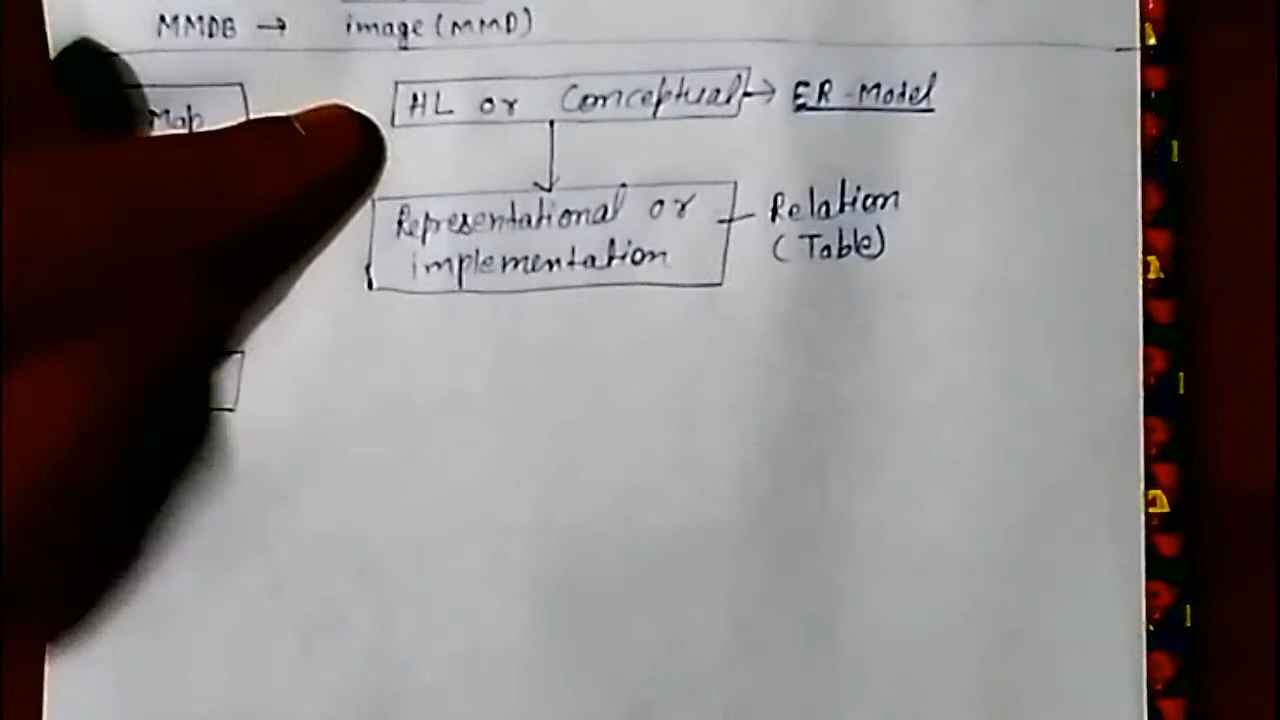 MMDB → image (MMD)
Map
HL or Conceptual → ER-Model
Representational or implementation
Relation (Table)